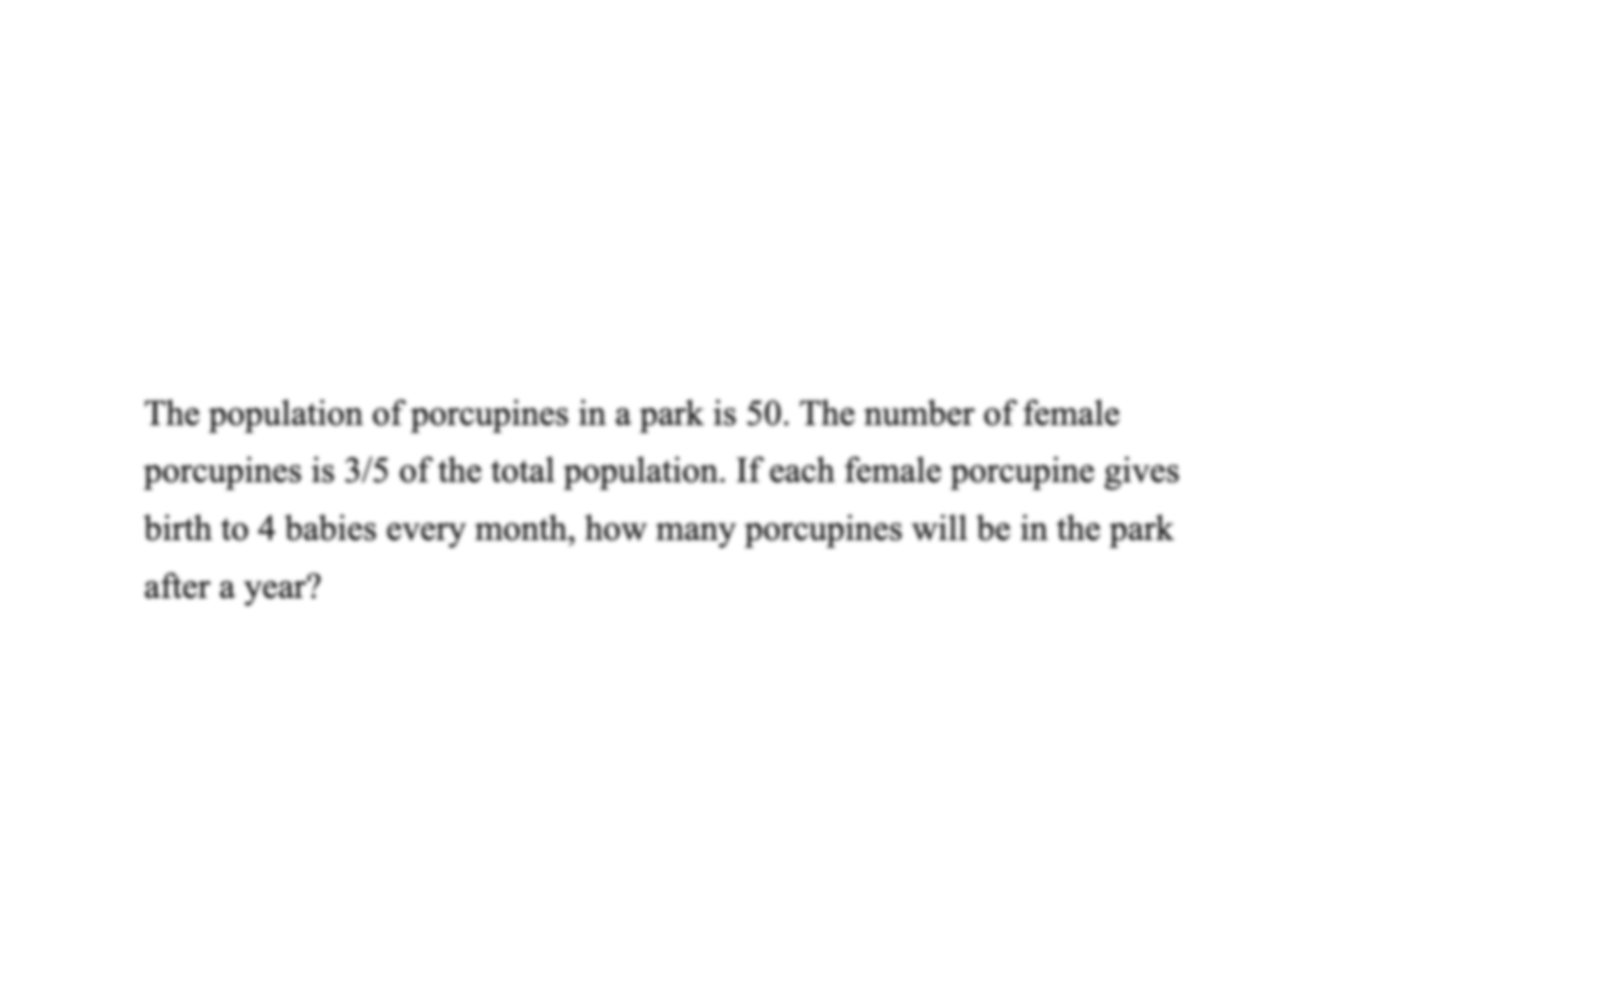 The population of porcupines in a park is 50. The number of female
porcupines is 3/5 of the total population. If each female porcupine gives
birth to 4 babies every month, how many porcupines will be in the park
after a year?